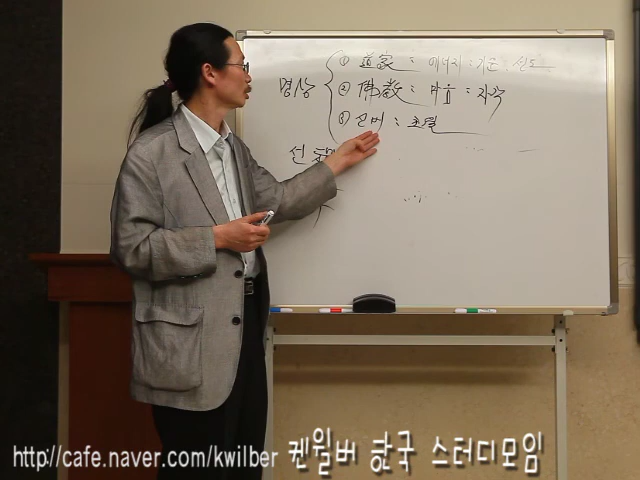 ① 道家 : 에너지 : 기운 : 신도
명상 ② 佛敎 : 마음 : 자각
③ 신비 : 초월
선
http://cafe.naver.com/kwilber 켄윌버 한국 스터디모임